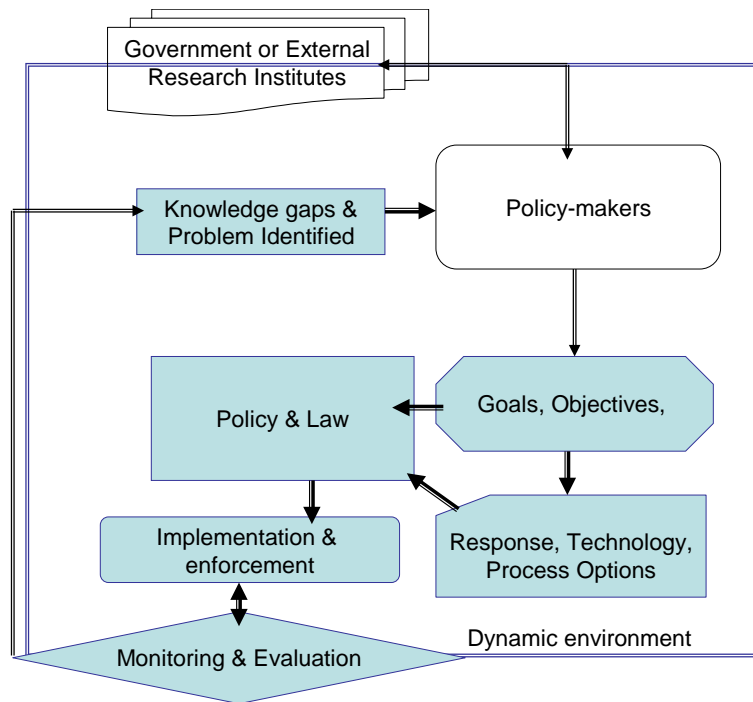 Government or External
Research Institutes
Knowledge gaps &
Problem Identified
Policy-makers
Policy & Law
Goals, Objectives,
Implementation &
enforcement
Response, Technology,
Process Options
Monitoring & Evaluation
Dynamic environment